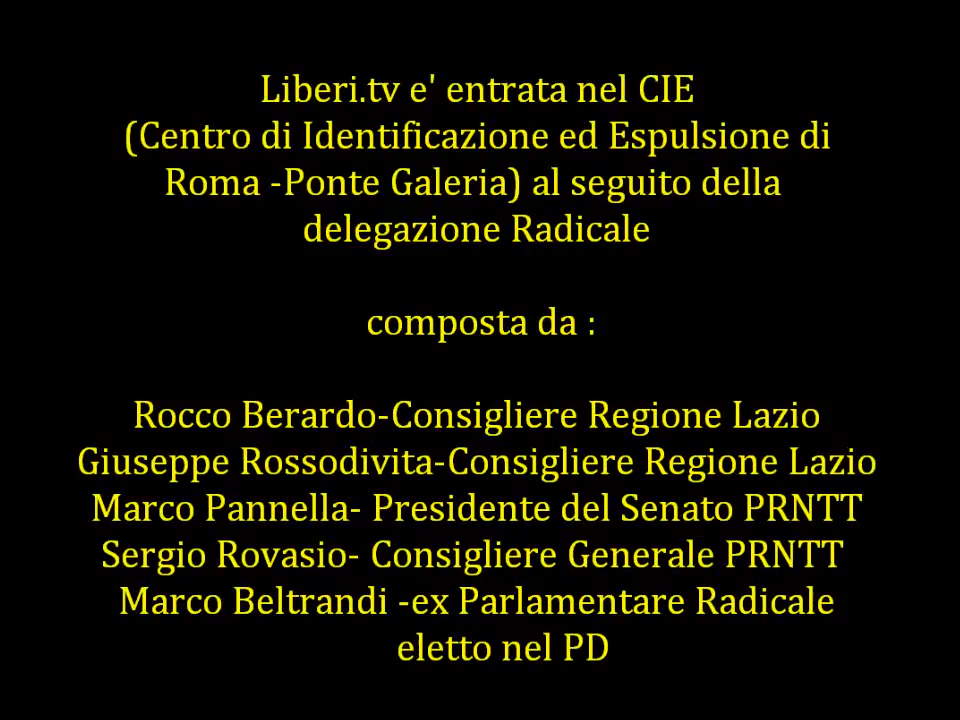 Liberi.tv e' entrata nel CIE
(Centro di Identificazione ed Espulsione di
Roma -Ponte Galeria) al seguito della
delegazione Radicale
composta da :
Rocco Berardo-Consigliere Regione Lazio
Giuseppe Rossodivita-Consigliere Regione Lazio
Marco Pannella- Presidente del Senato PRNTT
Sergio Rovasio- Consigliere Generale PRNTT
Marco Beltrandi -ex Parlamentare Radicale
eletto nel PD